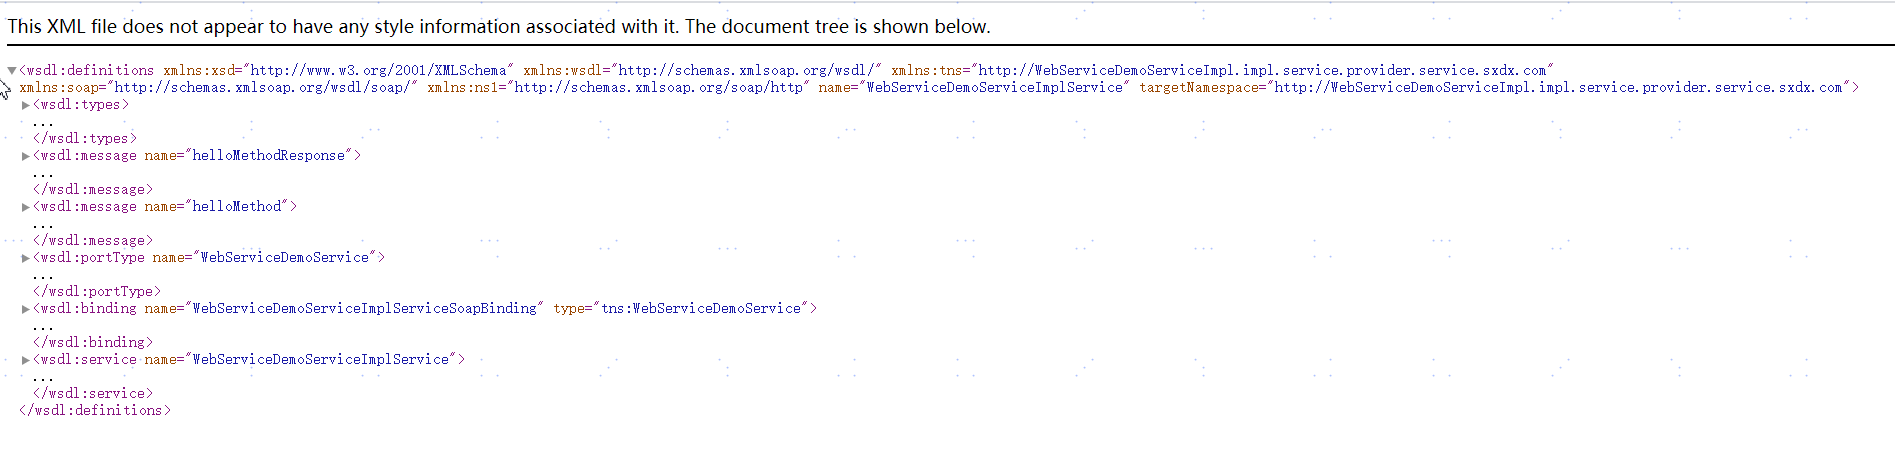 This XML file does not appear to have any style information associated with it. The document tree is shown below.
▼<wsdl:definitions xmlns:xsd="http://www.w3.org/2001/XMLSchema" xmlns:wsdl="http://schemas.xmlsoap.org/wsdl/" xmlns:tns="http://WebServiceDemoServiceImpl.impl.service.provider.service.sxdx.com"
xmlns:soap="http://schemas.xmlsoap.org/wsdl/soap/" xmlns:ns1="http://schemas.xmlsoap.org/soap/http" name="WebServiceDemoServiceImplService" targetNamespace="http://WebServiceDemoServiceImpl.impl.service.provider.service.sxdx.com">
▶<wsdl:types>
...
</wsdl:types>
▶<wsdl:message name="helloMethodResponse">
...
</wsdl:message>
▶<wsdl:message name="helloMethod">
...
</wsdl:message>
▶<wsdl:portType name="WebServiceDemoService">
...
</wsdl:portType>
▶<wsdl:binding name="WebServiceDemoServiceImplServiceSoapBinding" type="tns:WebServiceDemoService">
...
</wsdl:binding>
▶<wsdl:service name="WebServiceDemoServiceImplService">
...
</wsdl:service>
</wsdl:definitions>